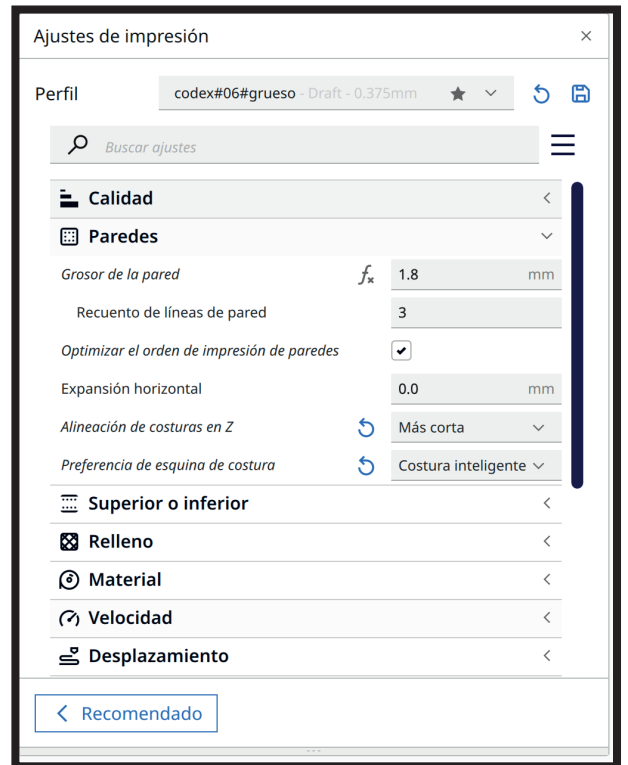 Ajustes de impresión
Perfil codex#06#grueso - Draft - 0.375mm
Buscar ajustes
Calidad
Paredes
Grosor de la pared fx 1.8 mm
Recuento de líneas de pared 3
Optimizar el orden de impresión de paredes
Expansión horizontal 0.0 mm
Alineación de costuras en Z Más corta
Preferencia de esquina de costura Costura inteligente
Superior o inferior
Relleno
Material
Velocidad
Desplazamiento
Recomendado